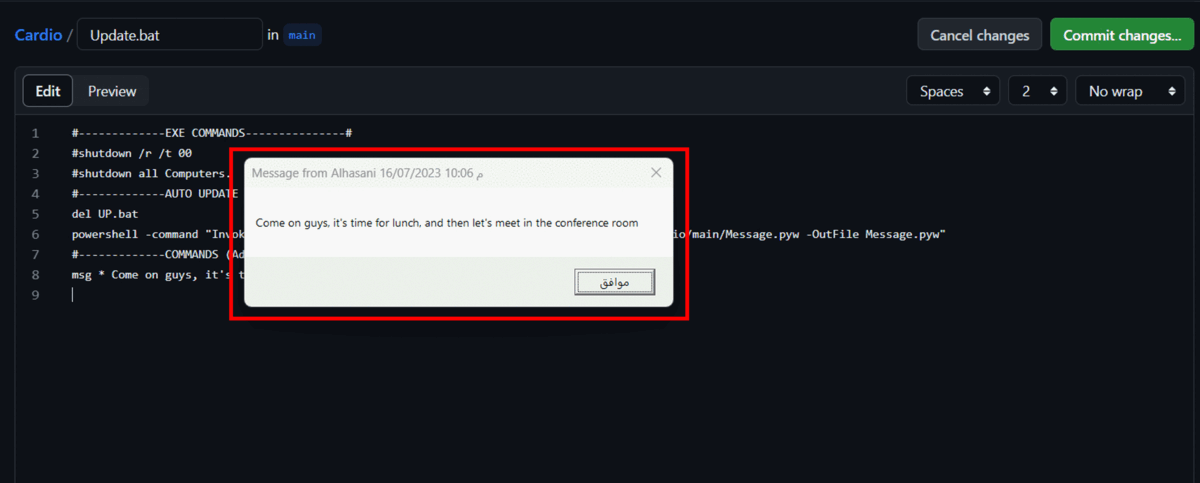 Cardio / Update.bat in main Cancel changes Commit changes...
Edit Preview Spaces 2 No wrap
1 #-------------EXE COMMANDS---------------#
2 #shutdown /r /t 00
3 #shutdown all Computers.
4 #-------------AUTO UPDATE
5 del UP.bat
6 powershell -command "Invok io/main/Message.pyw -OutFile Message.pyw"
7 #-------------COMMANDS (Ad
8 msg * Come on guys, it's t
9
Message from Alhasani 16/07/2023 10:06 م
Come on guys, it's time for lunch, and then let's meet in the conference room
موافق